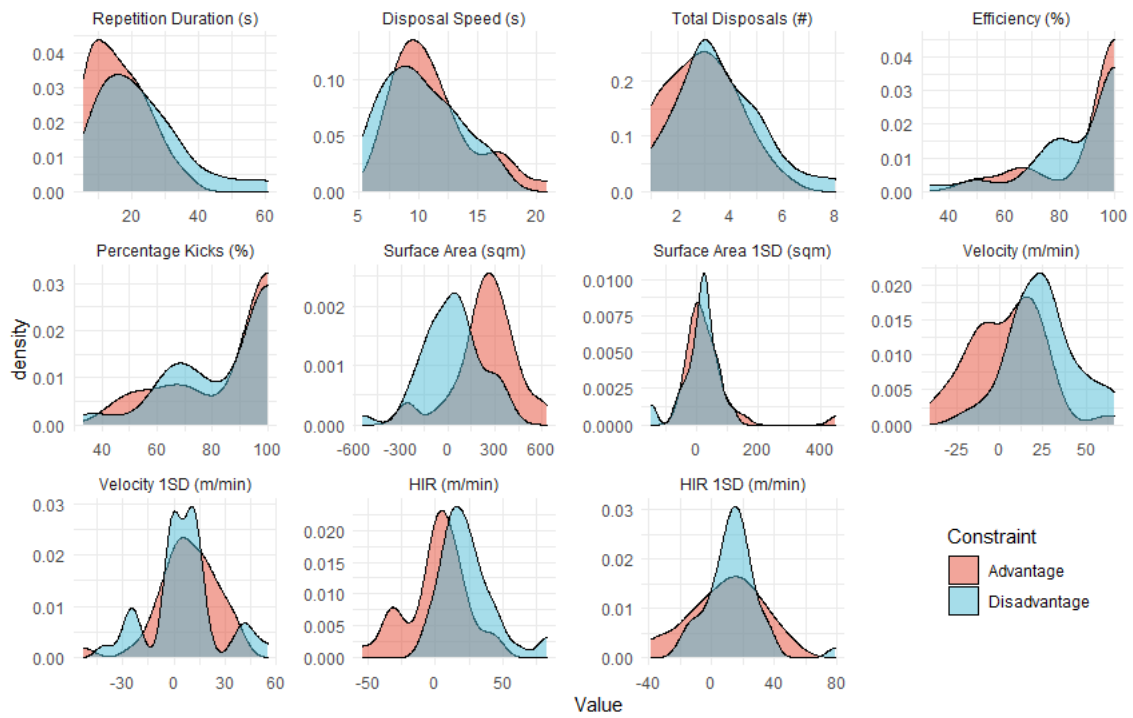 Repetition Duration (s) Disposal Speed (s) Total Disposals (#) Efficiency (%)
0.04 0.03 0.02 0.01 0.00
20 40 60
0.10 0.05 0.00
5 10 15 20
0.2 0.1 0.0
2 4 6 8
0.04 0.03 0.02 0.01 0.00
40 60 80 100
density
Percentage Kicks (%) Surface Area (sqm) Surface Area 1SD (sqm) Velocity (m/min)
0.03 0.02 0.01 0.00
40 60 80 100
0.002 0.001 0.000
-600 -300 0 300 600
0.0100 0.0075 0.0050 0.0025 0.0000
0 200 400
0.020 0.015 0.010 0.005 0.000
-25 0 25 50
Velocity 1SD (m/min) HIR (m/min) HIR 1SD (m/min)
0.03 0.02 0.01 0.00
-30 0 30 60
0.020 0.015 0.010 0.005 0.000
-50 0 50
0.03 0.02 0.01 0.00
-40 0 40 80
Constraint
Advantage
Disadvantage
Value